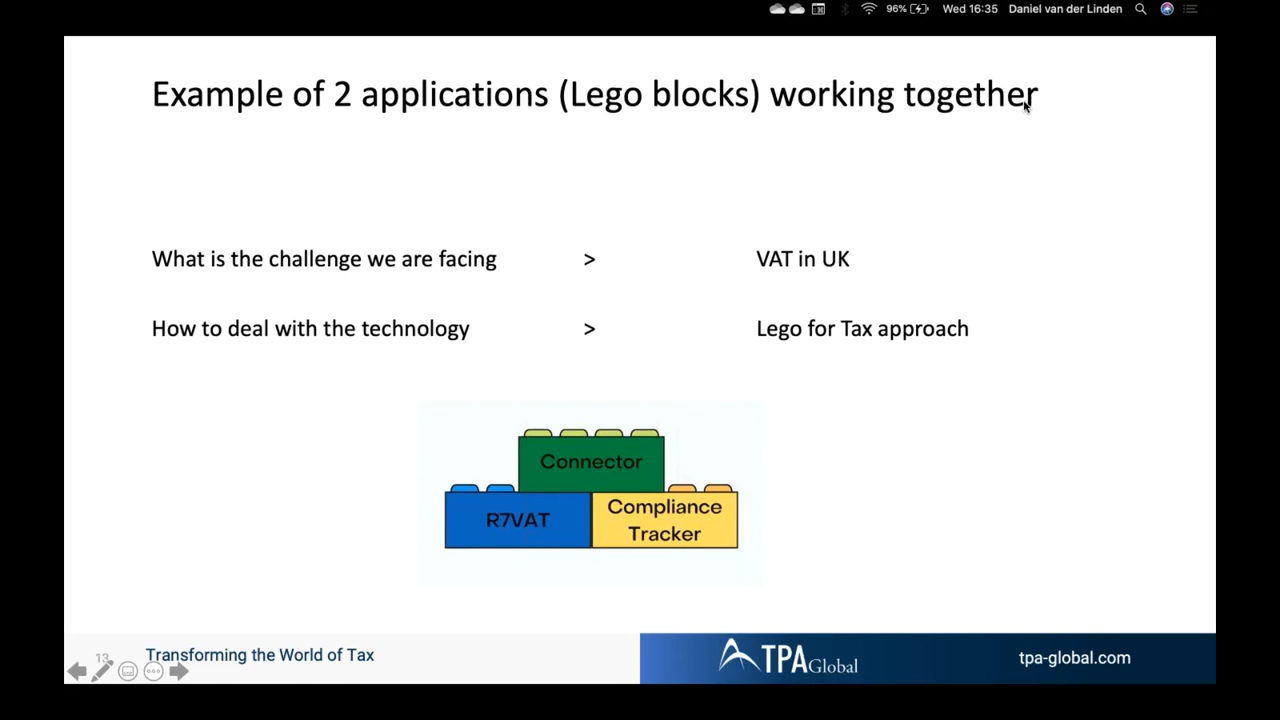 96% Wed 16:35 Daniel van der Linden
Example of 2 applications (Lego blocks) working together
What is the challenge we are facing > VAT in UK
How to deal with the technology > Lego for Tax approach
Connector
R7VAT
Compliance
Tracker
13
Transforming the World of Tax
TPA Global
tpa-global.com